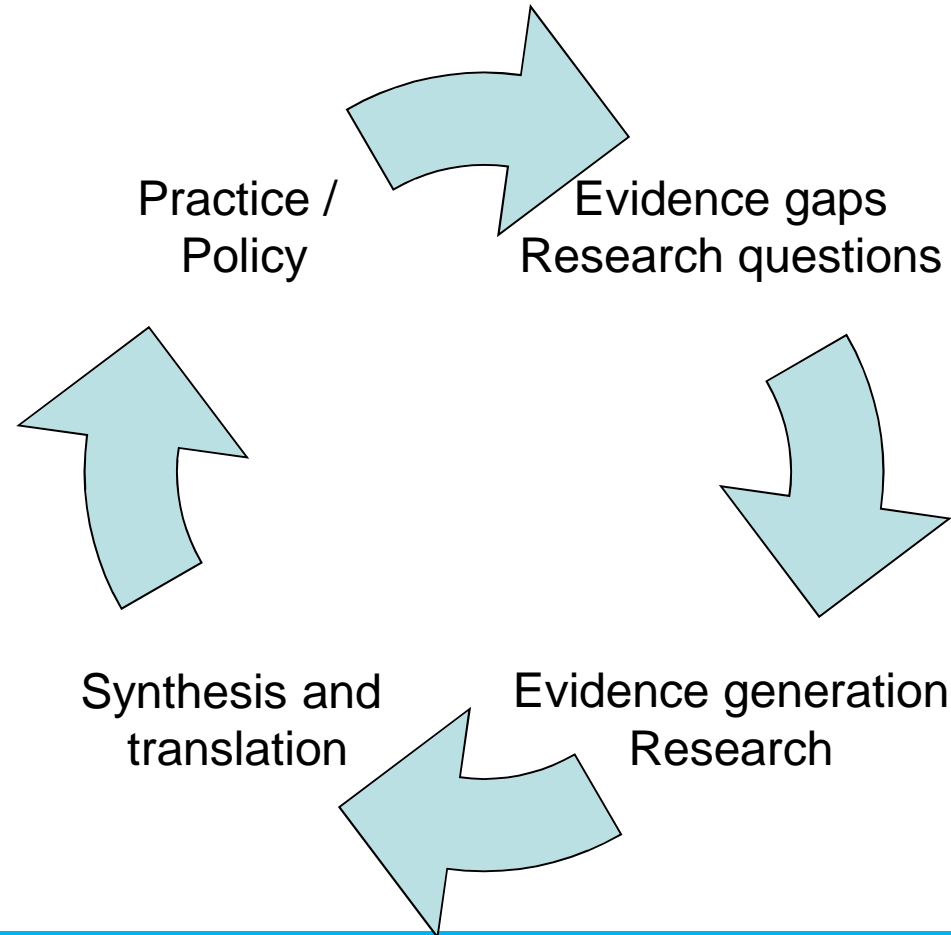 Practice /
Policy
Evidence gaps
Research questions
Evidence generation
Research
Synthesis and
translation